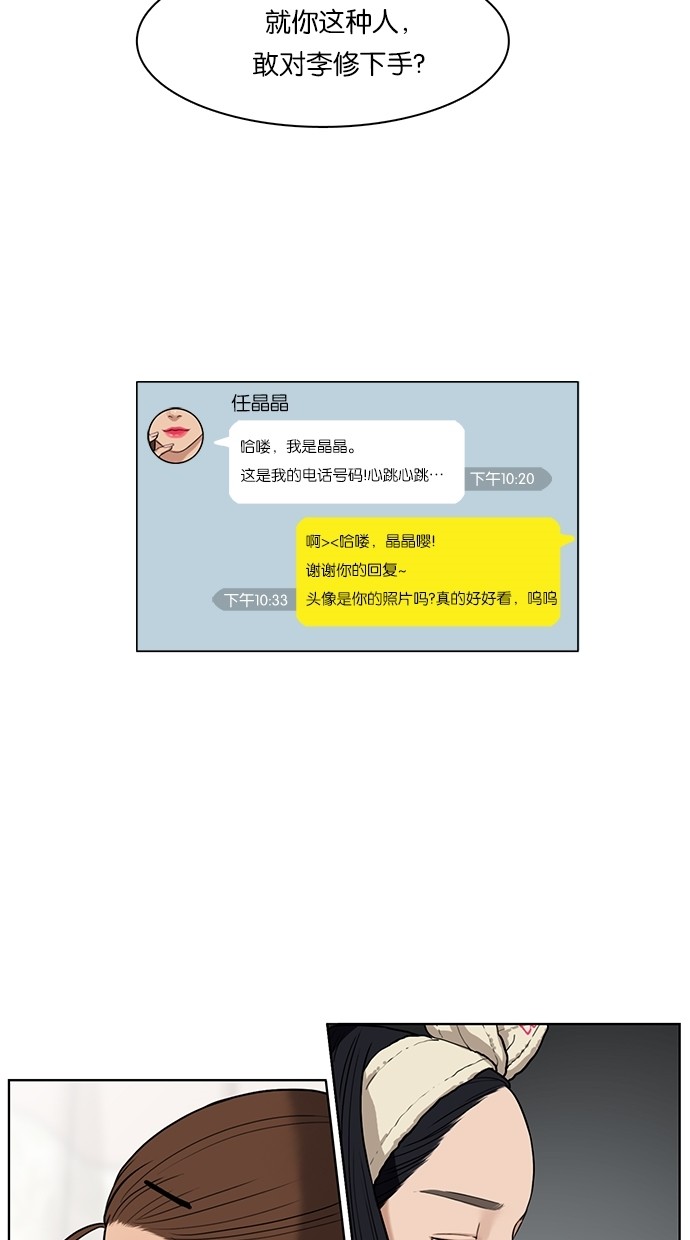 就你这种人，
敢对李修下手？
任晶晶
哈喽，我是晶晶。
这是我的电话号码!心跳心跳…
下午10:20
啊><哈喽，晶晶嘤!
谢谢你的回复~
头像是你的照片吗?真的好好看，呜呜
下午10:33